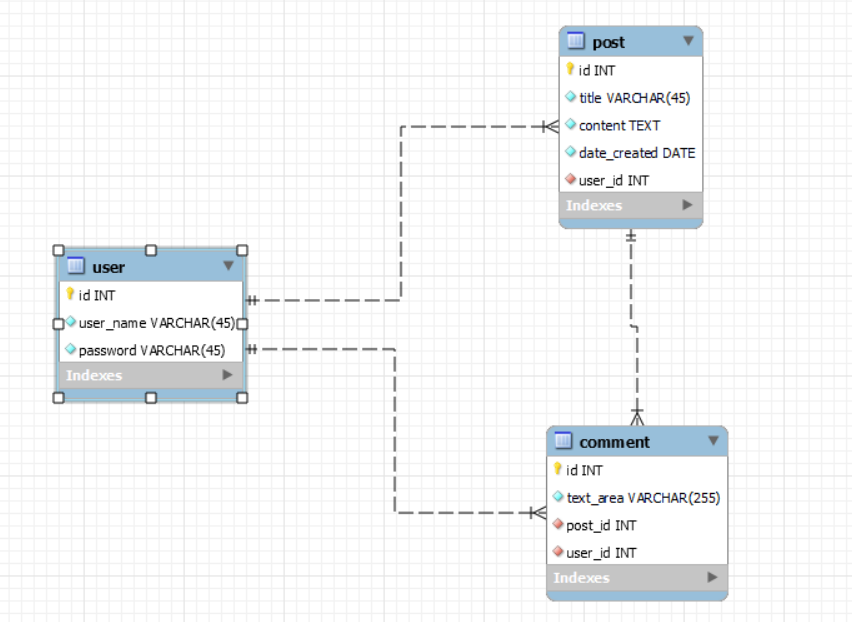 post
id INT
title VARCHAR(45)
content TEXT
date_created DATE
user_id INT
Indexes
user
id INT
user_name VARCHAR(45)
password VARCHAR(45)
Indexes
comment
id INT
text_area VARCHAR(255)
post_id INT
user_id INT
Indexes